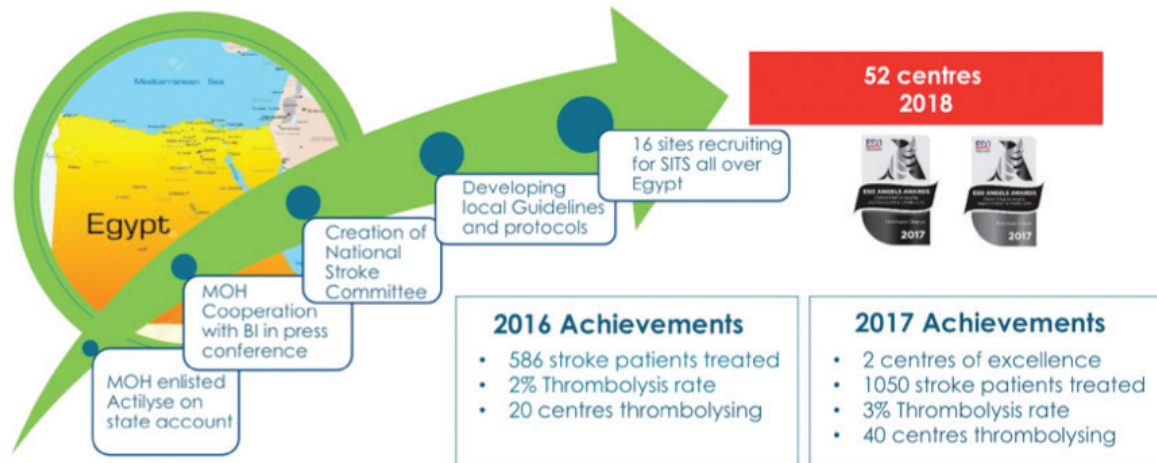 Mediterranean Sea
Egypt
MOH enlisted
Actilyse on
state account
MOH
Cooperation
with BI in press
conference
Creation of
National
Stroke
Committee
Developing
local Guidelines
and protocols
16 sites recruiting
for SITS all over
Egypt
52 centres
2018
ESO ANGELS AWARDS
2017
ESO ANGELS AWARDS
2017
2016 Achievements
• 586 stroke patients treated
• 2% Thrombolysis rate
• 20 centres thrombolysing
2017 Achievements
• 2 centres of excellence
• 1050 stroke patients treated
• 3% Thrombolysis rate
• 40 centres thrombolysing